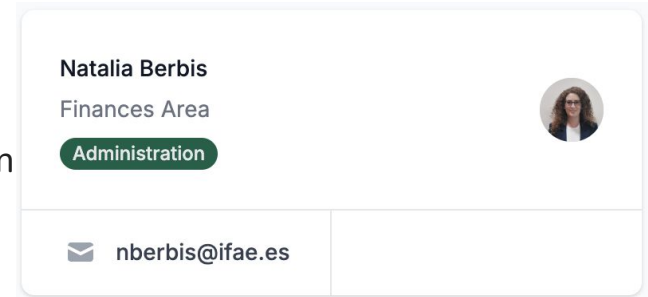 Natalia Berbis
Finances Area
Administration
n
nberbis@ifae.es